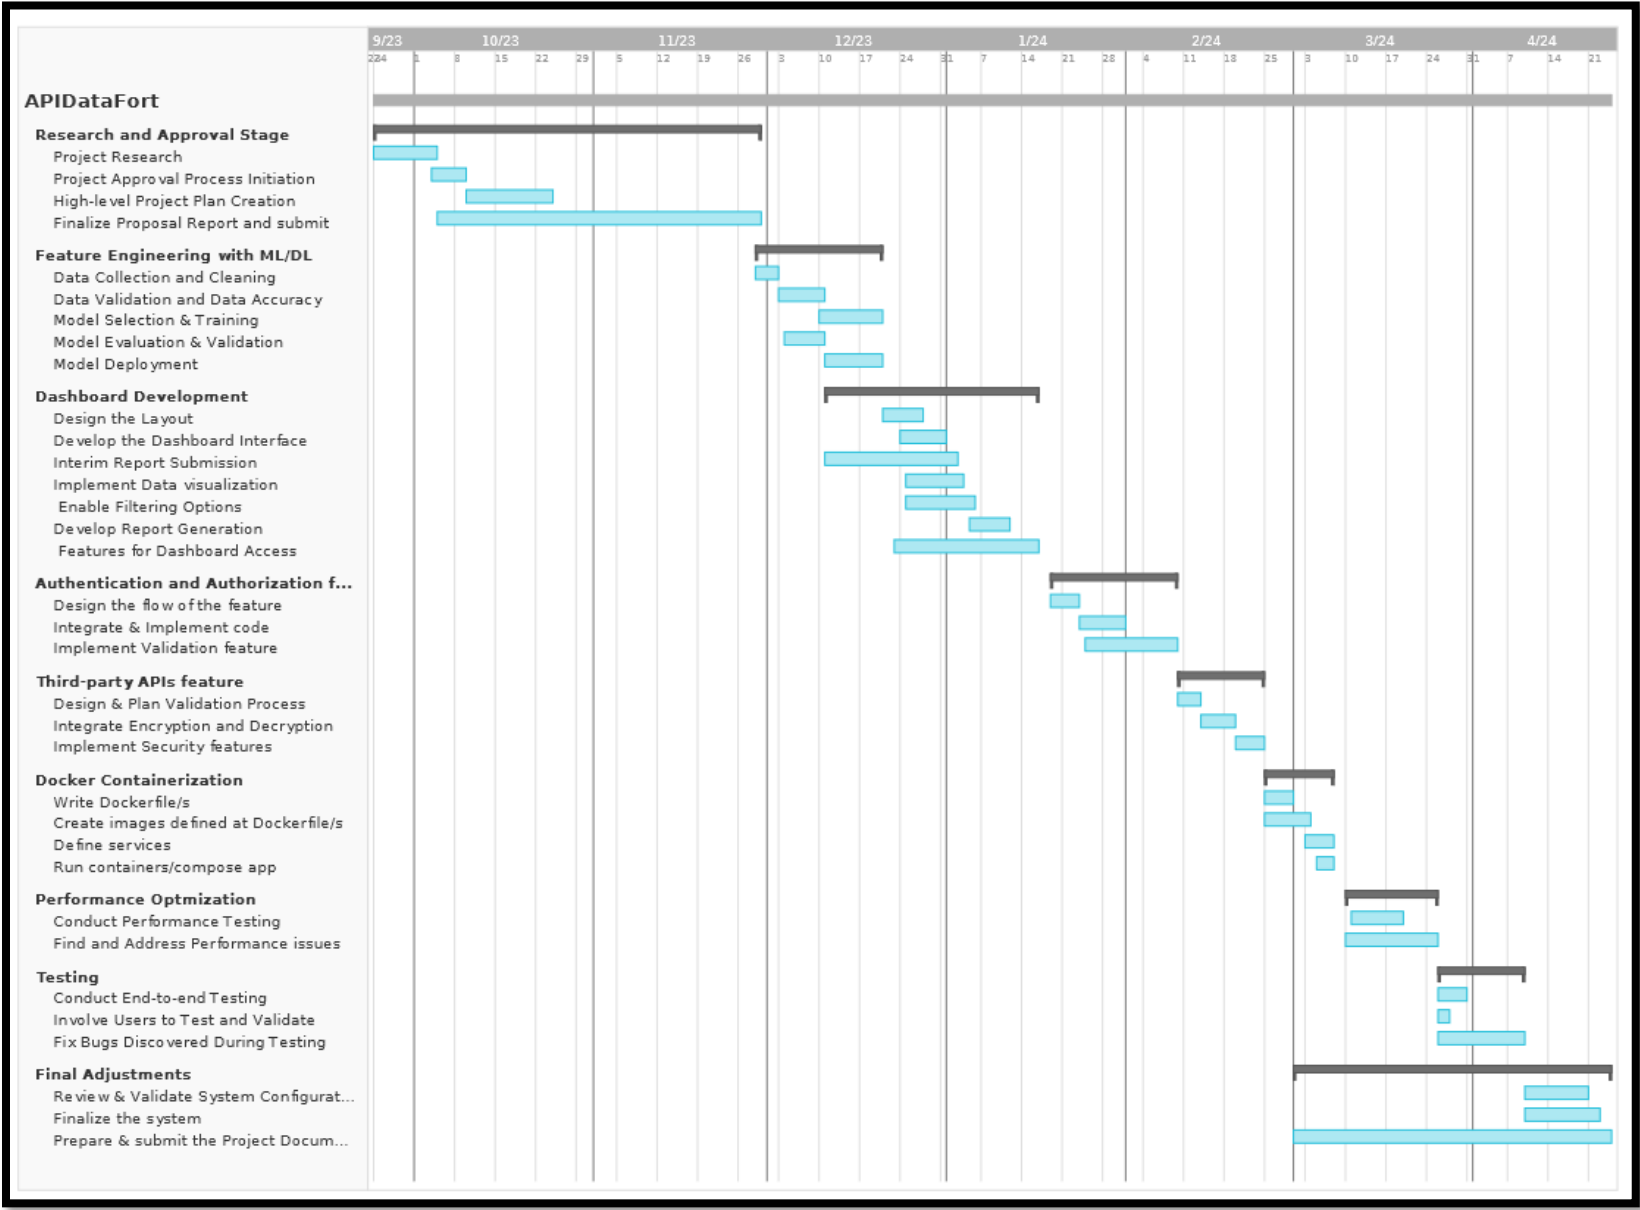 9/23 10/23 11/23 12/23 1/24 2/24 3/24 4/24
24 1 8 15 22 29 5 12 19 26 3 10 17 24 31 7 14 21 28 4 11 18 25 3 10 17 24 31 7 14 21
APIDataFort
Research and Approval Stage
Project Research
Project Approval Process Initiation
High-level Project Plan Creation
Finalize Proposal Report and submit
Feature Engineering with ML/DL
Data Collection and Cleaning
Data Validation and Data Accuracy
Model Selection & Training
Model Evaluation & Validation
Model Deployment
Dashboard Development
Design the Layout
Develop the Dashboard Interface
Interim Report Submission
Implement Data visualization
Enable Filtering Options
Develop Report Generation
Features for Dashboard Access
Authentication and Authorization f...
Design the flow of the feature
Integrate & Implement code
Implement Validation feature
Third-party APIs feature
Design & Plan Validation Process
Integrate Encryption and Decryption
Implement Security features
Docker Containerization
Write Dockerfile/s
Create images defined at Dockerfile/s
Define services
Run containers/compose app
Performance Optmization
Conduct Performance Testing
Find and Address Performance issues
Testing
Conduct End-to-end Testing
Involve Users to Test and Validate
Fix Bugs Discovered During Testing
Final Adjustments
Review & Validate System Configurat...
Finalize the system
Prepare & submit the Project Docum...